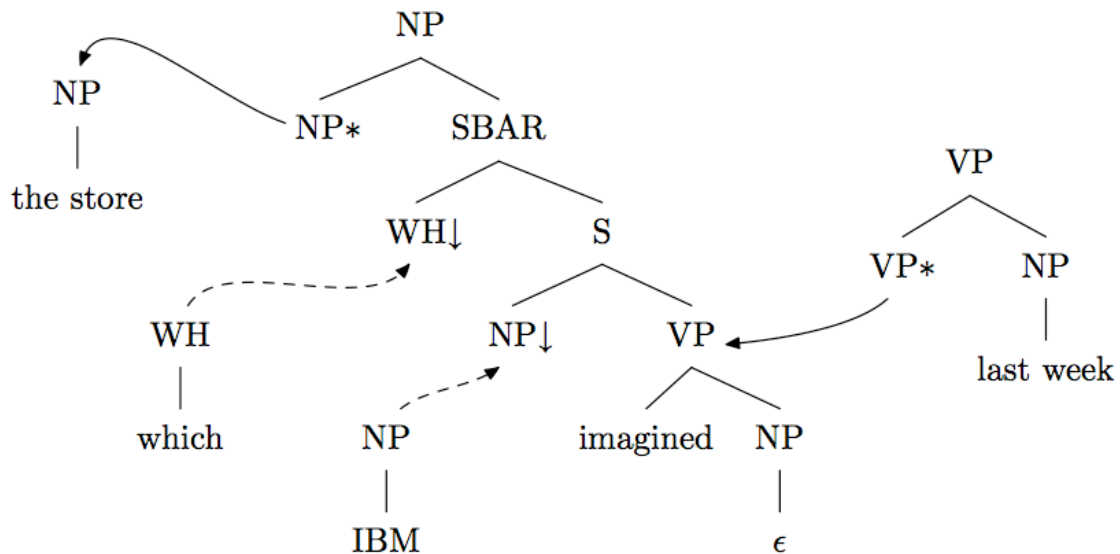 NP
NP
NP* SBAR
VP
the store
WH↓ S
VP* NP
WH NP↓ VP
last week
which NP imagined NP
IBM ϵ